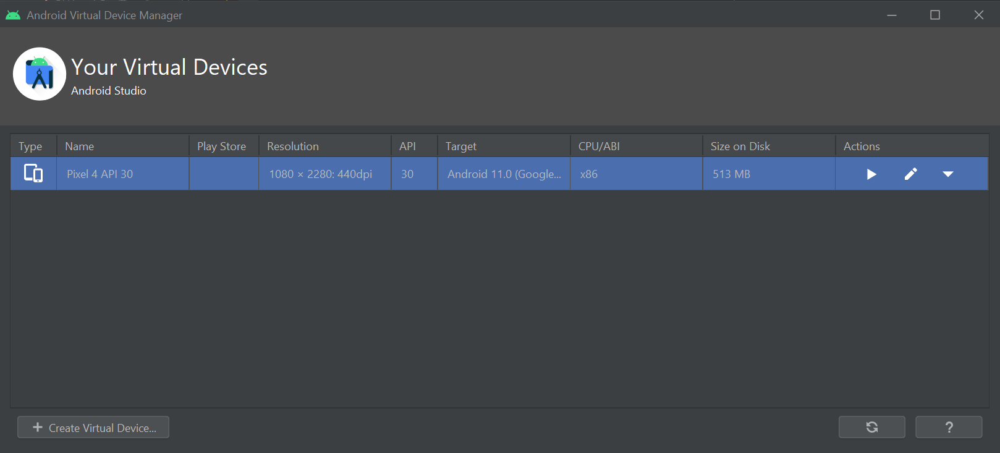 Android Virtual Device Manager
Your Virtual Devices
Android Studio
Type Name Play Store Resolution API Target CPU/ABI Size on Disk Actions
Pixel 4 API 30 1080 × 2280: 440dpi 30 Android 11.0 (Google... x86 513 MB
+ Create Virtual Device... ?